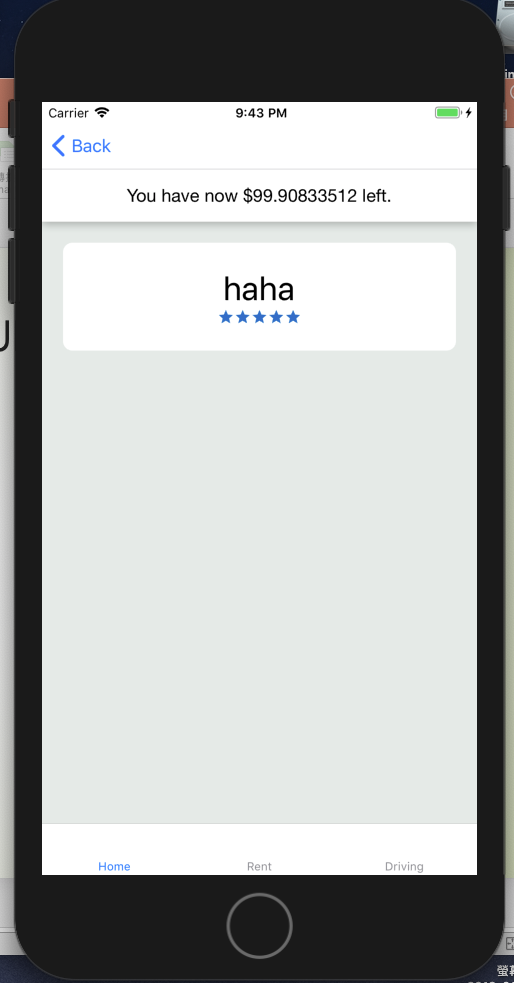 Carrier 9:43 PM
Back
You have now $99.90833512 left.
haha
Home Rent Driving